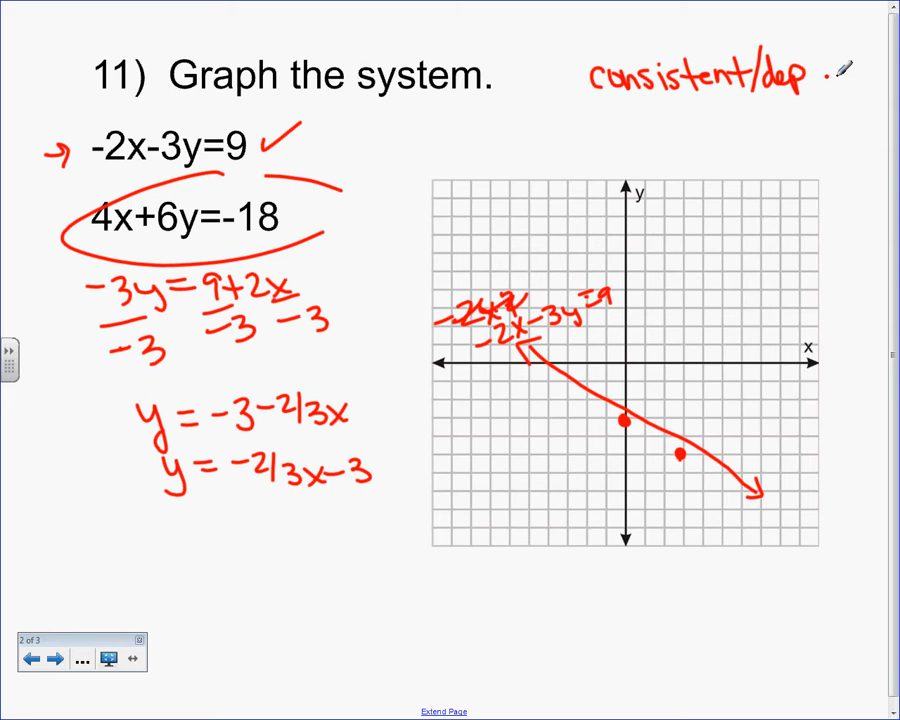 11) Graph the system.
consistent/dep .
→ -2x-3y=9 ✓
4x+6y=-18
-3y=9+2x
-3 -3 -3
y = -3-2/3x
y = -2/3x-3
y
-2x-3y=9
x
2 of 3
...
Extend Page